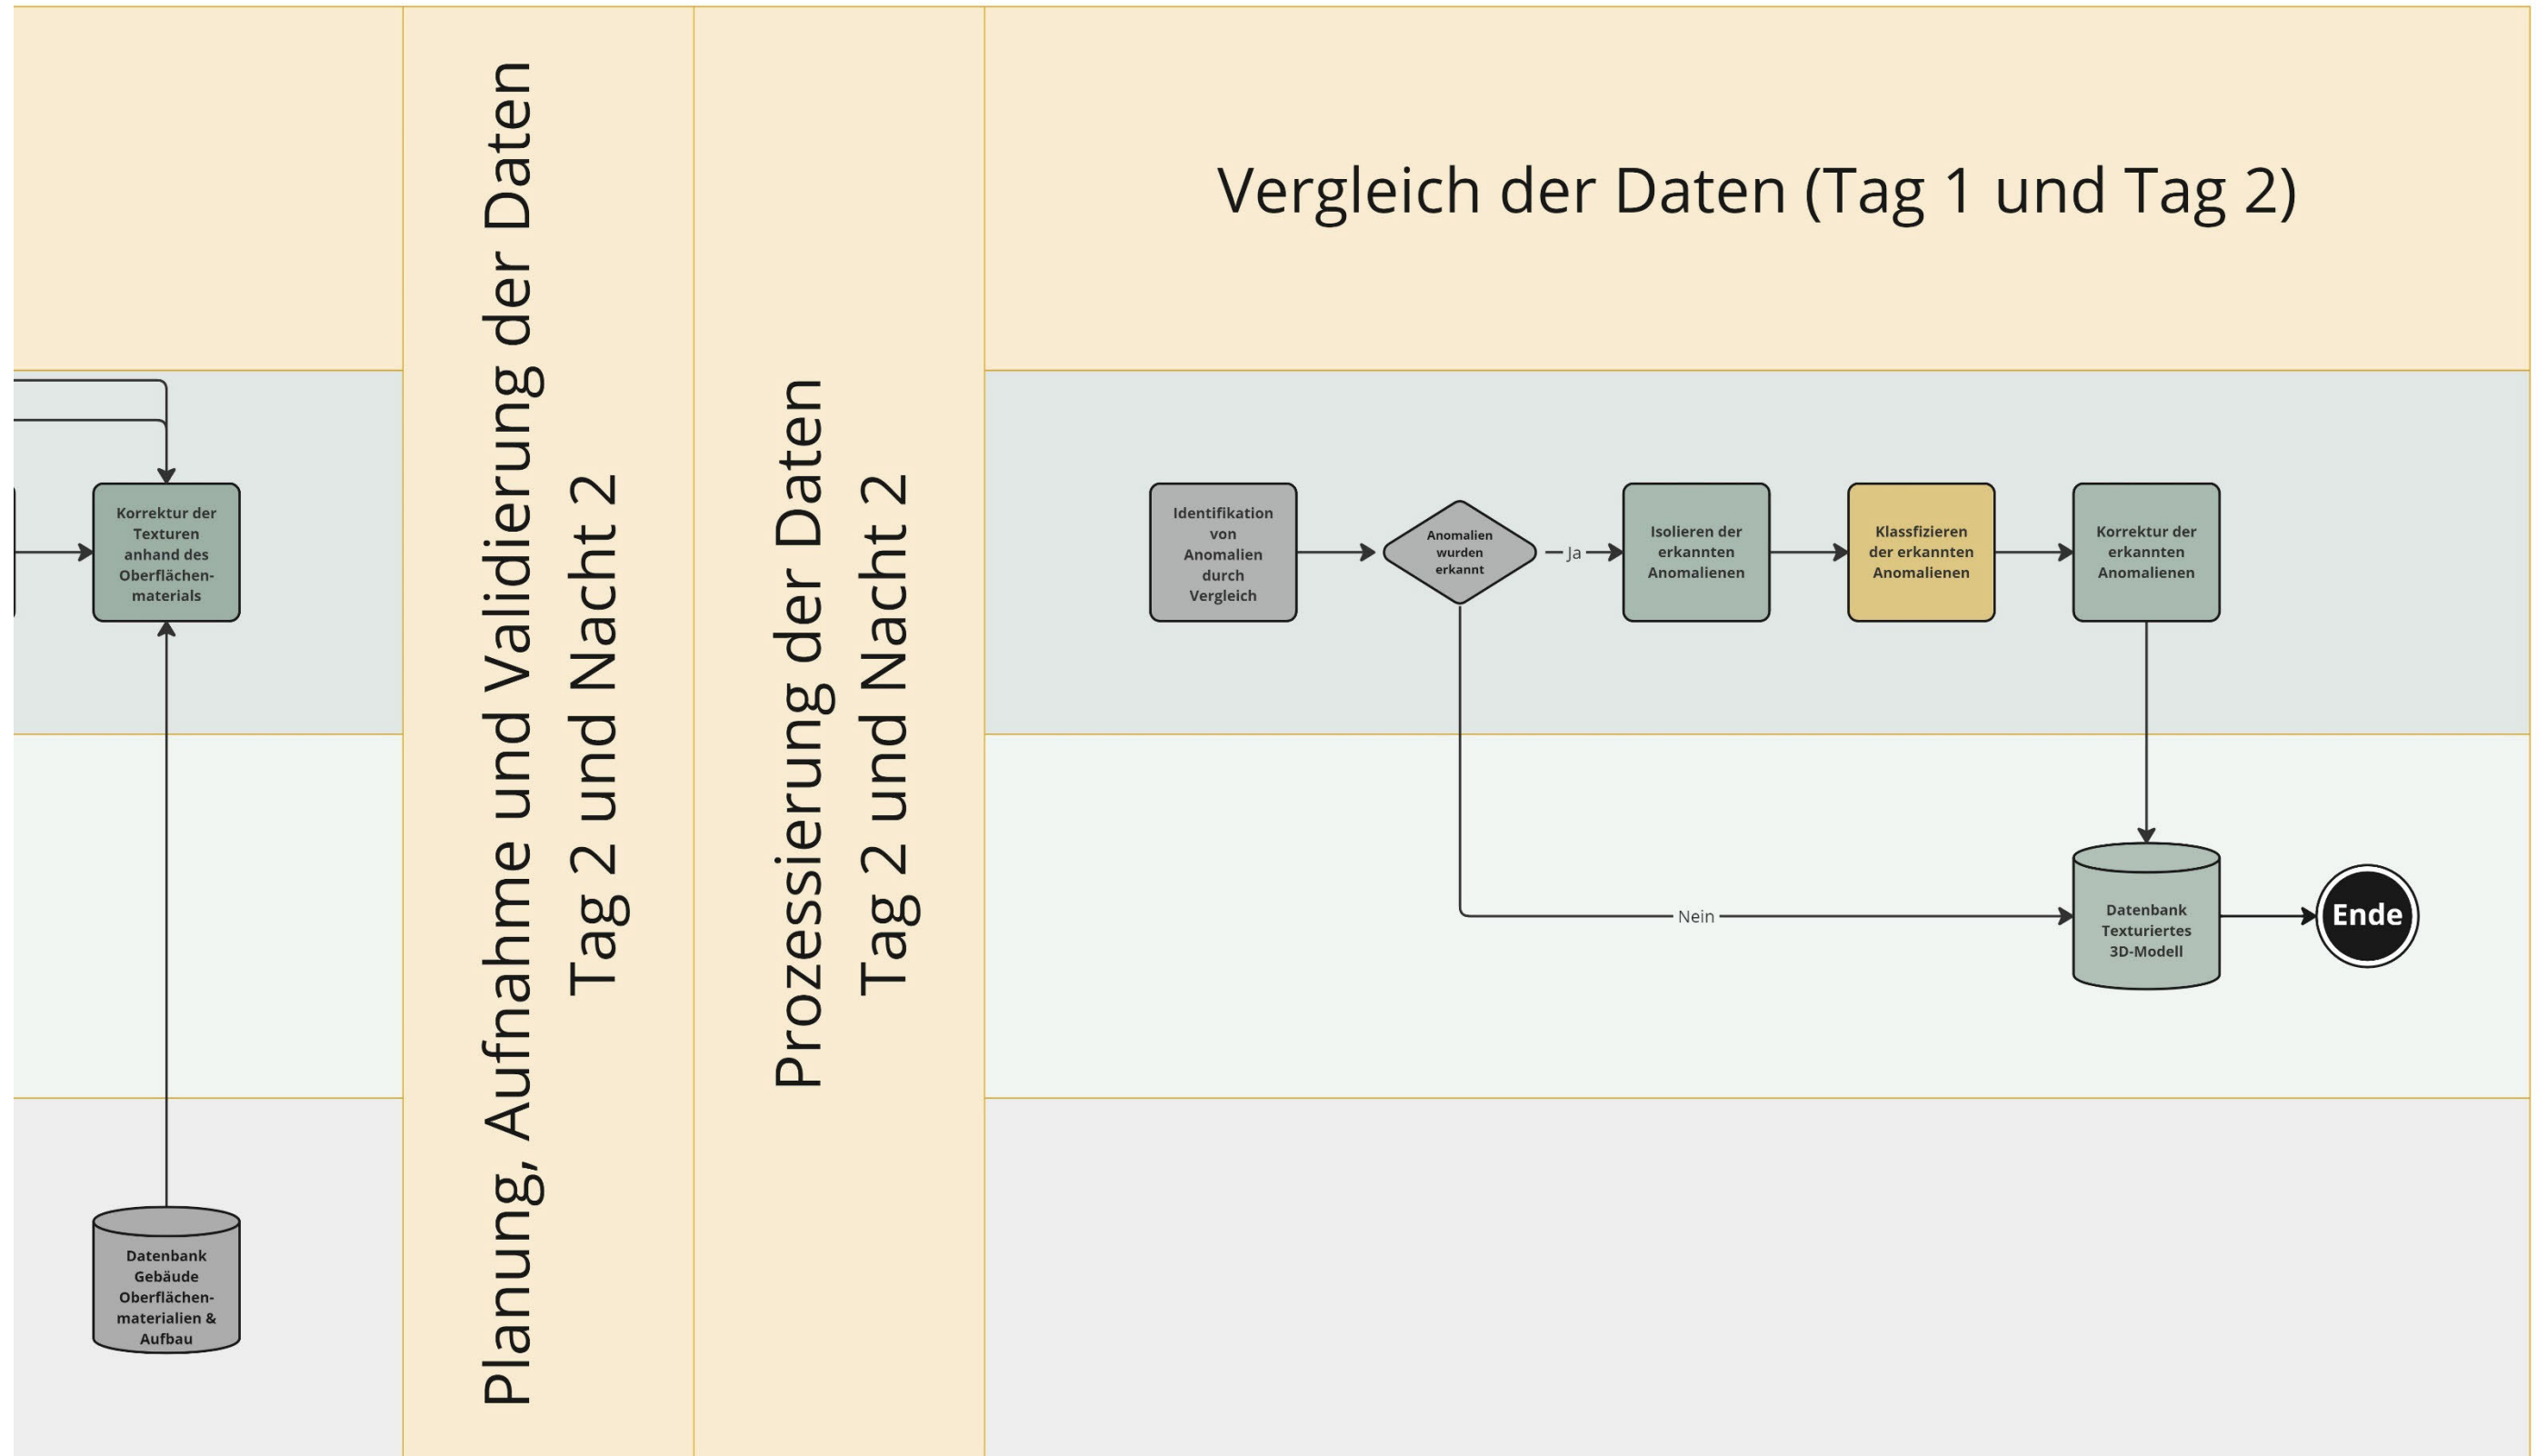 Korrektur der
Texturen
anhand des
Oberflächen-
materials
Datenbank
Gebäude
Oberflächen-
materialien &
Aufbau
Planung, Aufnahme und Validierung der Daten
Tag 2 und Nacht 2
Prozessierung der Daten
Tag 2 und Nacht 2
Vergleich der Daten (Tag 1 und Tag 2)
Identifikation
von
Anomalien
durch
Vergleich
Anomalien
wurden
erkannt
Ja
Isolieren der
erkannten
Anomalienen
Klassfizieren
der erkannten
Anomalienen
Korrektur der
erkannten
Anomalienen
Nein
Datenbank
Texturiertes
3D-Modell
Ende